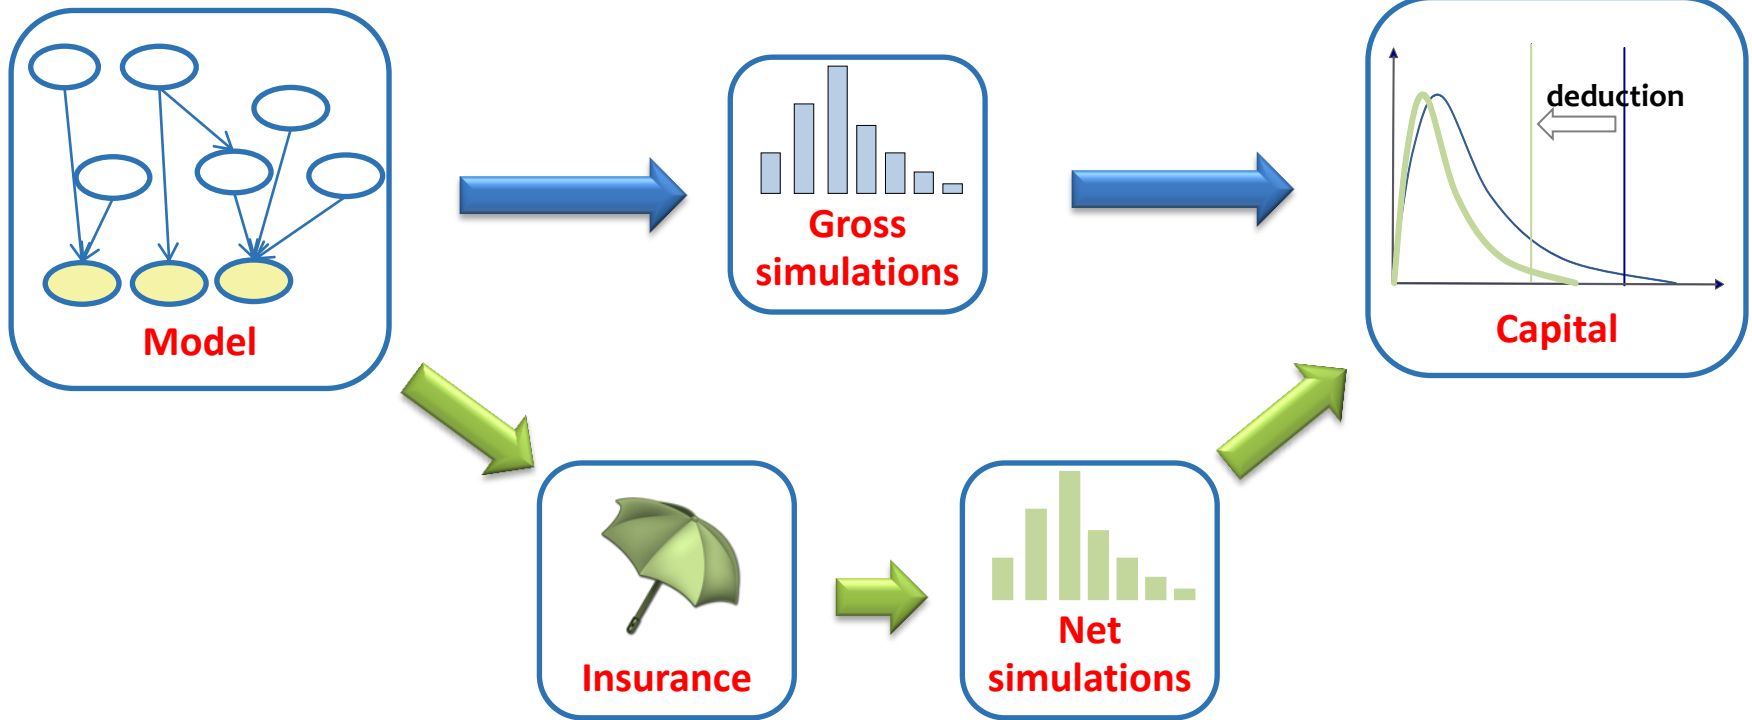 deduction
Gross
simulations
Capital
Model
Net
simulations
Insurance